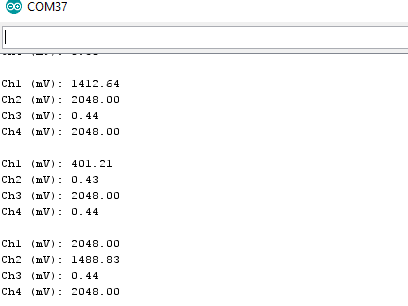 COM37
Ch1 (mV): 1412.64
Ch2 (mV): 2048.00
Ch3 (mV): 0.44
Ch4 (mV): 2048.00
Ch1 (mV): 401.21
Ch2 (mV): 0.43
Ch3 (mV): 2048.00
Ch4 (mV): 0.44
Ch1 (mV): 2048.00
Ch2 (mV): 1488.83
Ch3 (mV): 0.44
Ch4 (mV): 2048.00